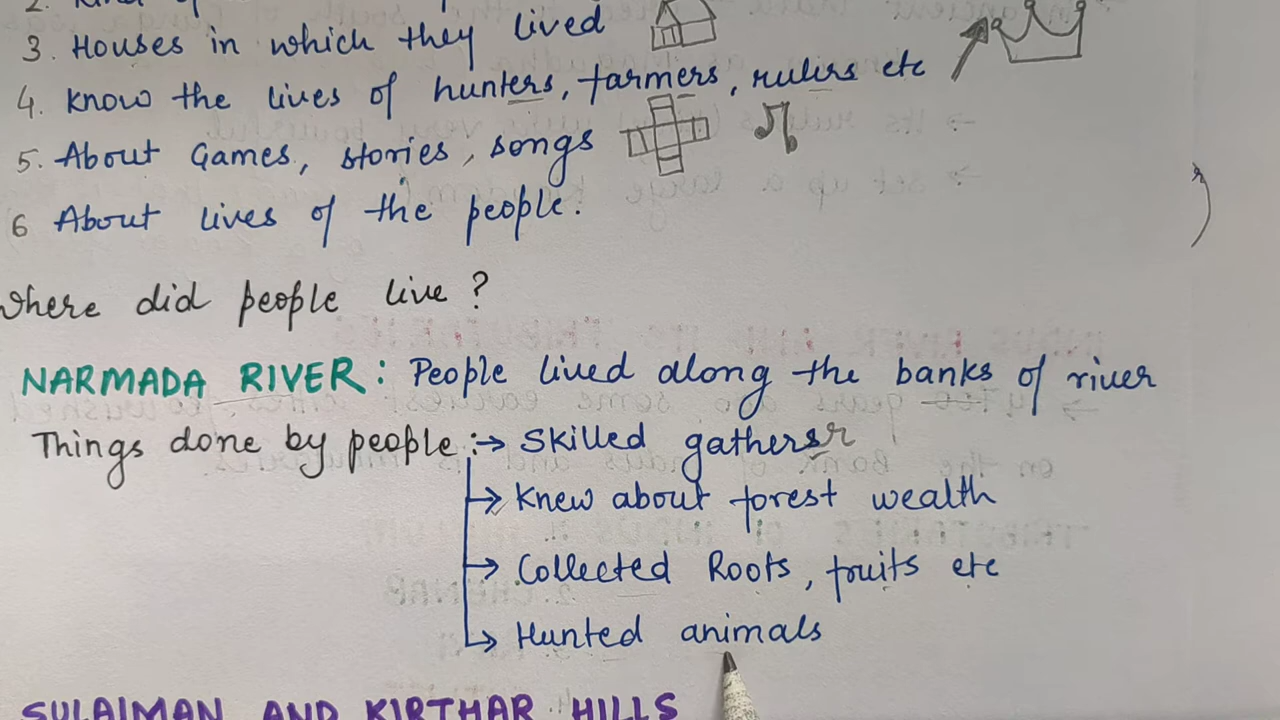 3. Houses in which they lived
4. Know the lives of hunters, farmers, rulers etc
5. About Games, stories, songs
6 About lives of the people.
Where did people live ?
NARMADA RIVER : People lived along the banks of river
Things done by people :→ Skilled gathersr
→ Knew about forest wealth
→ Collected Roots, fruits etc
→ Hunted animals
SULAIMAN AND KIRTHAR HILLS